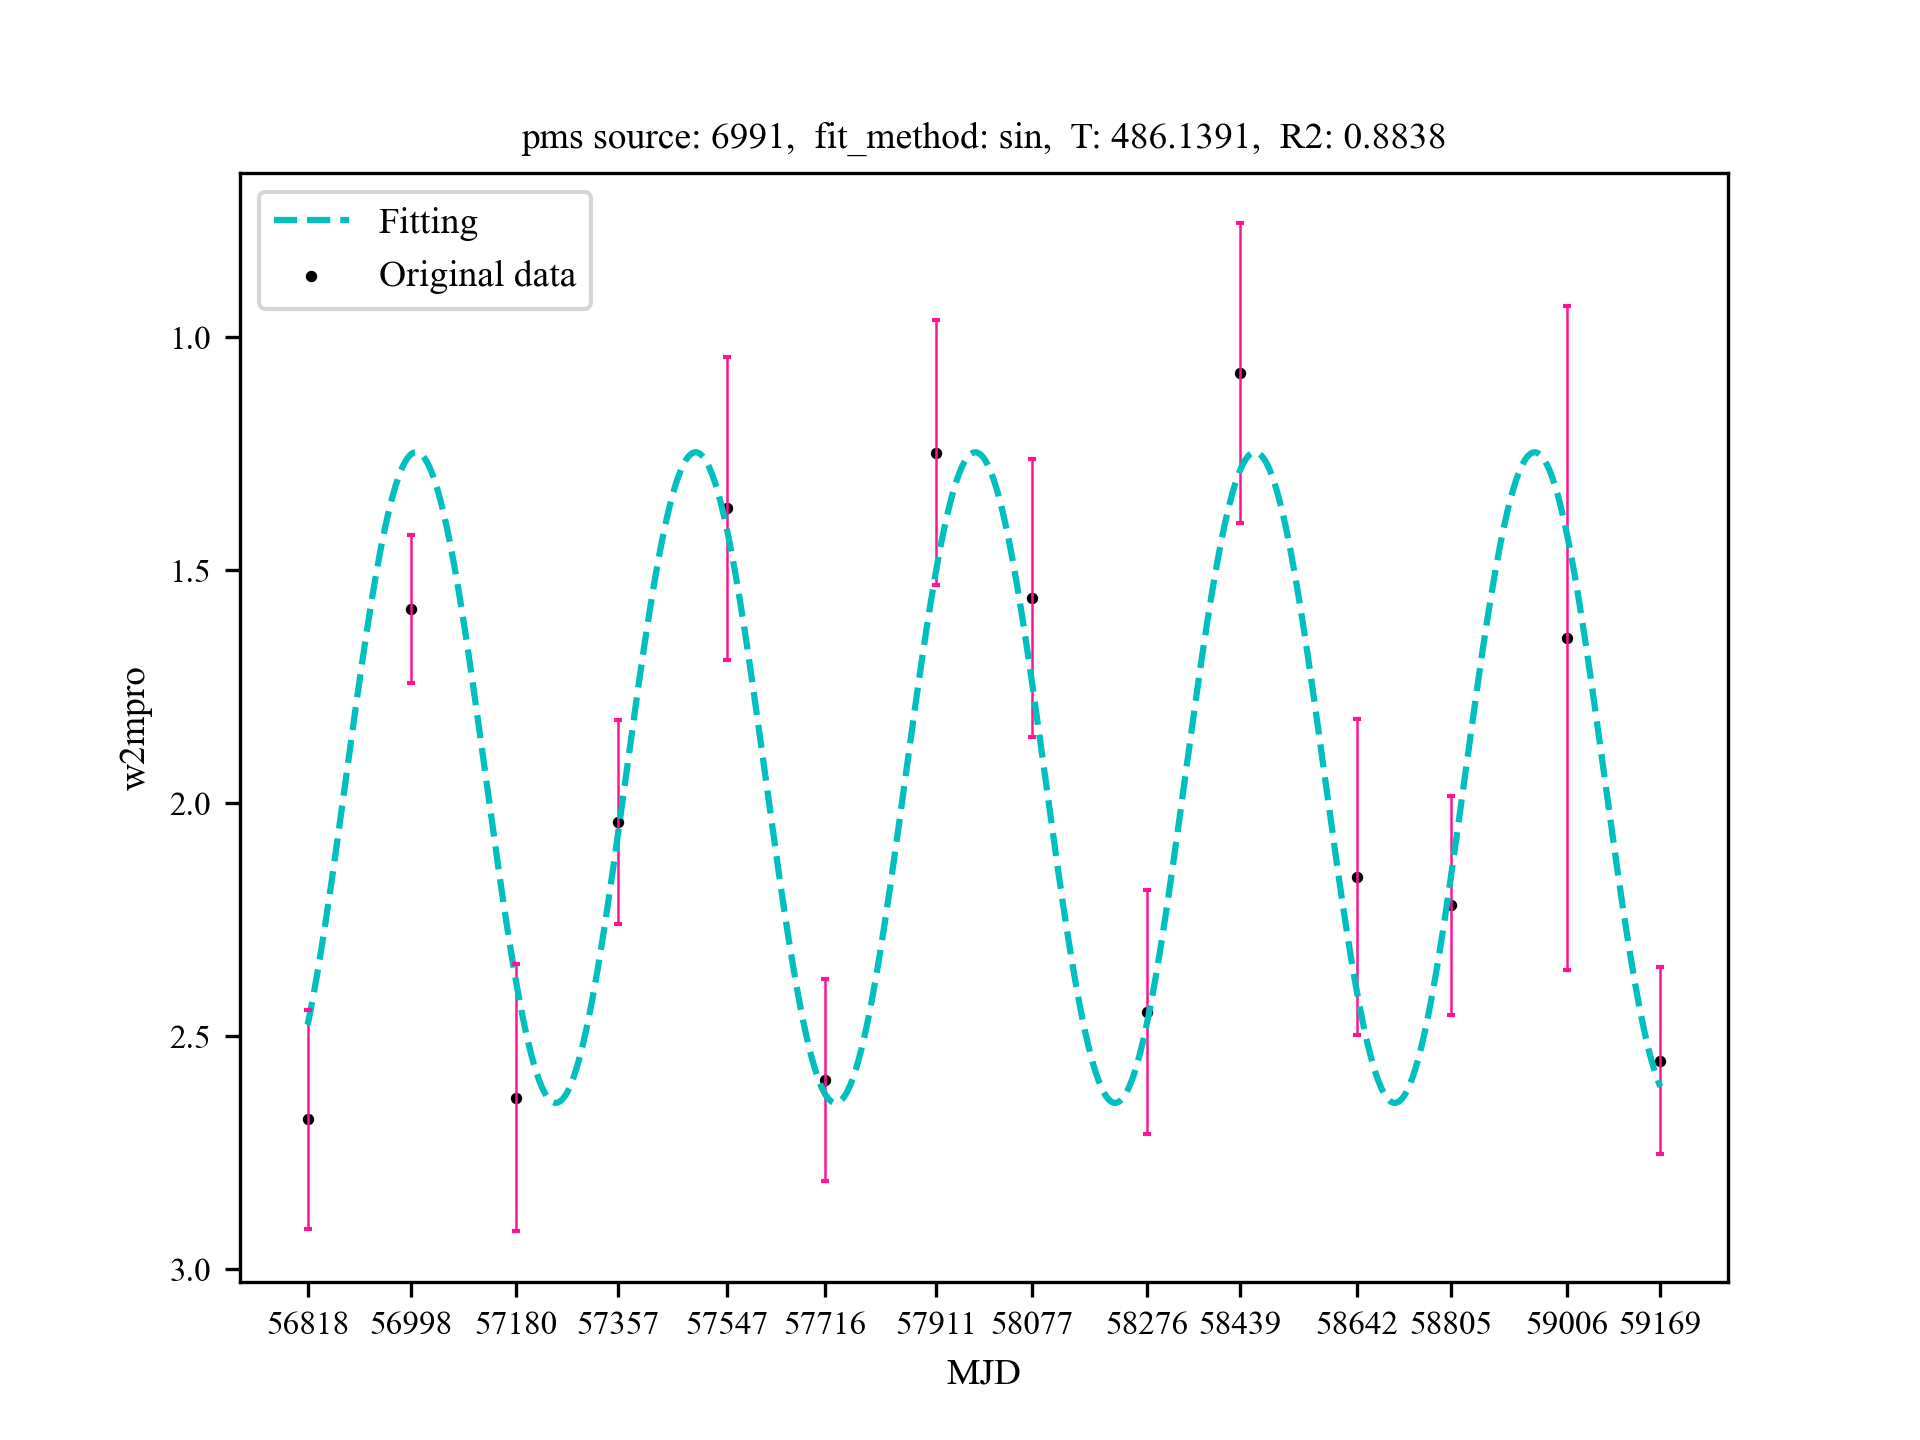 pms source: 6991,  fit_method: sin,  T: 486.1391,  R2: 0.8838
Fitting
Original data
1.0
1.5
2.0
2.5
3.0
w2mpro
56818 56998 57180 57357 57547 57716 57911 58077 58276 58439 58642 58805 59006 59169
MJD